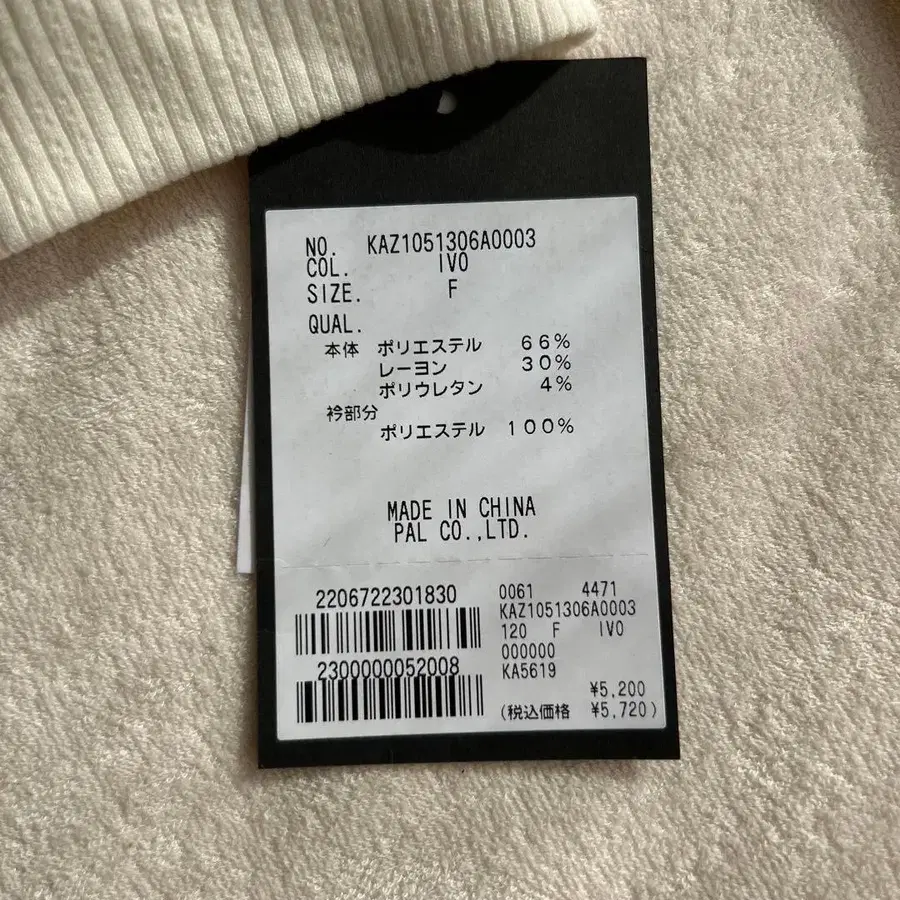 NO. KAZ1051306A0003
COL. IVO
SIZE. F
QUAL.
本体 ポリエステル 66%
レーヨン 30%
ポリウレタン 4%
衿部分
ポリエステル 100%
MADE IN CHINA
PAL CO.,LTD.
2206722301830
2300000052008
0061 4471
KAZ1051306A0003
120 F IVO
000000
KA5619
¥5,200
(税込価格 ¥5,720)